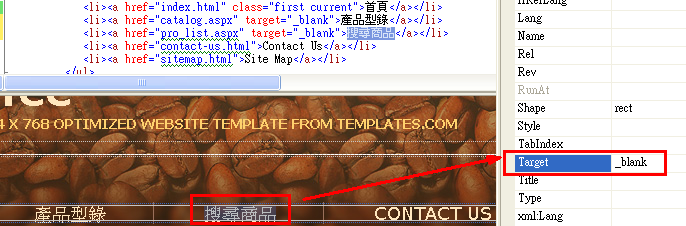 <li><a href="index.html" class="first current">首頁</a></li>
<li><a href="catalog.aspx" target="_blank">產品型錄</a></li>
<li><a href="pro_list.aspx" target="_blank">搜尋商品</a></li>
<li><a href="contact-us.html">Contact Us</a></li>
<li><a href="sitemap.html">Site Map</a></li>
</ul>
4 X 768 OPTIMIZED WEBSITE TEMPLATE FROM TEMPLATES.COM
產品型錄
搜尋商品
CONTACT US
Lang
Name
Rel
Rev
RunAt
Shape rect
Style
TabIndex
Target _blank
Title
Type
xml:Lang